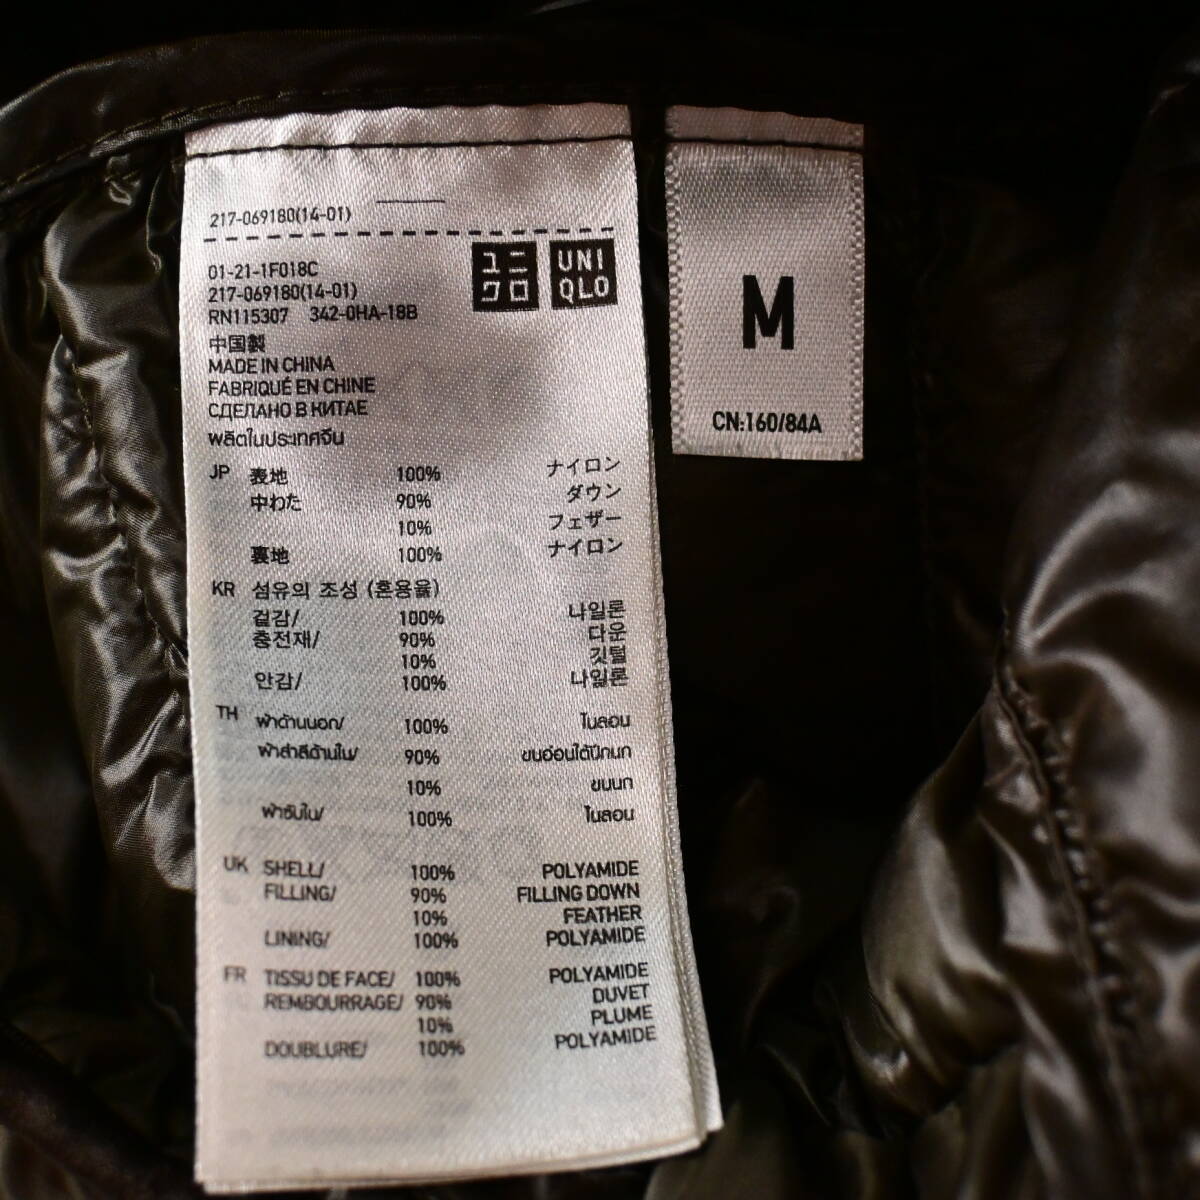 217-069180(14-01)
01-21-1F018C
217-069180(14-01)
RN115307 342-0HA-18B
ユニ
クロ
UNI
QLO
中国製
MADE IN CHINA
FABRIQUÉ EN CHINE
СДЕЛАНО В КИТАЕ
ผลิตในประเทศจีน
JP 表地 100% ナイロン
中わた 90% ダウン
10% フェザー
裏地 100% ナイロン
KR 섬유의 조성 (혼용율)
겉감/ 100% 나일론
충전재/ 90% 다운
10% 깃털
안감/ 100% 나일론
TH ผ้าด้านนอก/ 100% ไนลอน
ผ้าสำลีด้านใน/ 90% ขนอ่อนใต้ปีกนก
10% ขนนก
ผ้าซับใน/ 100% ไนลอน
UK SHELL/ 100% POLYAMIDE
FILLING/ 90% FILLING DOWN
10% FEATHER
LINING/ 100% POLYAMIDE
FR TISSU DE FACE/ 100% POLYAMIDE
REMBOURRAGE/ 90% DUVET
10% PLUME
DOUBLURE/ 100% POLYAMIDE
M
CN:160/84A